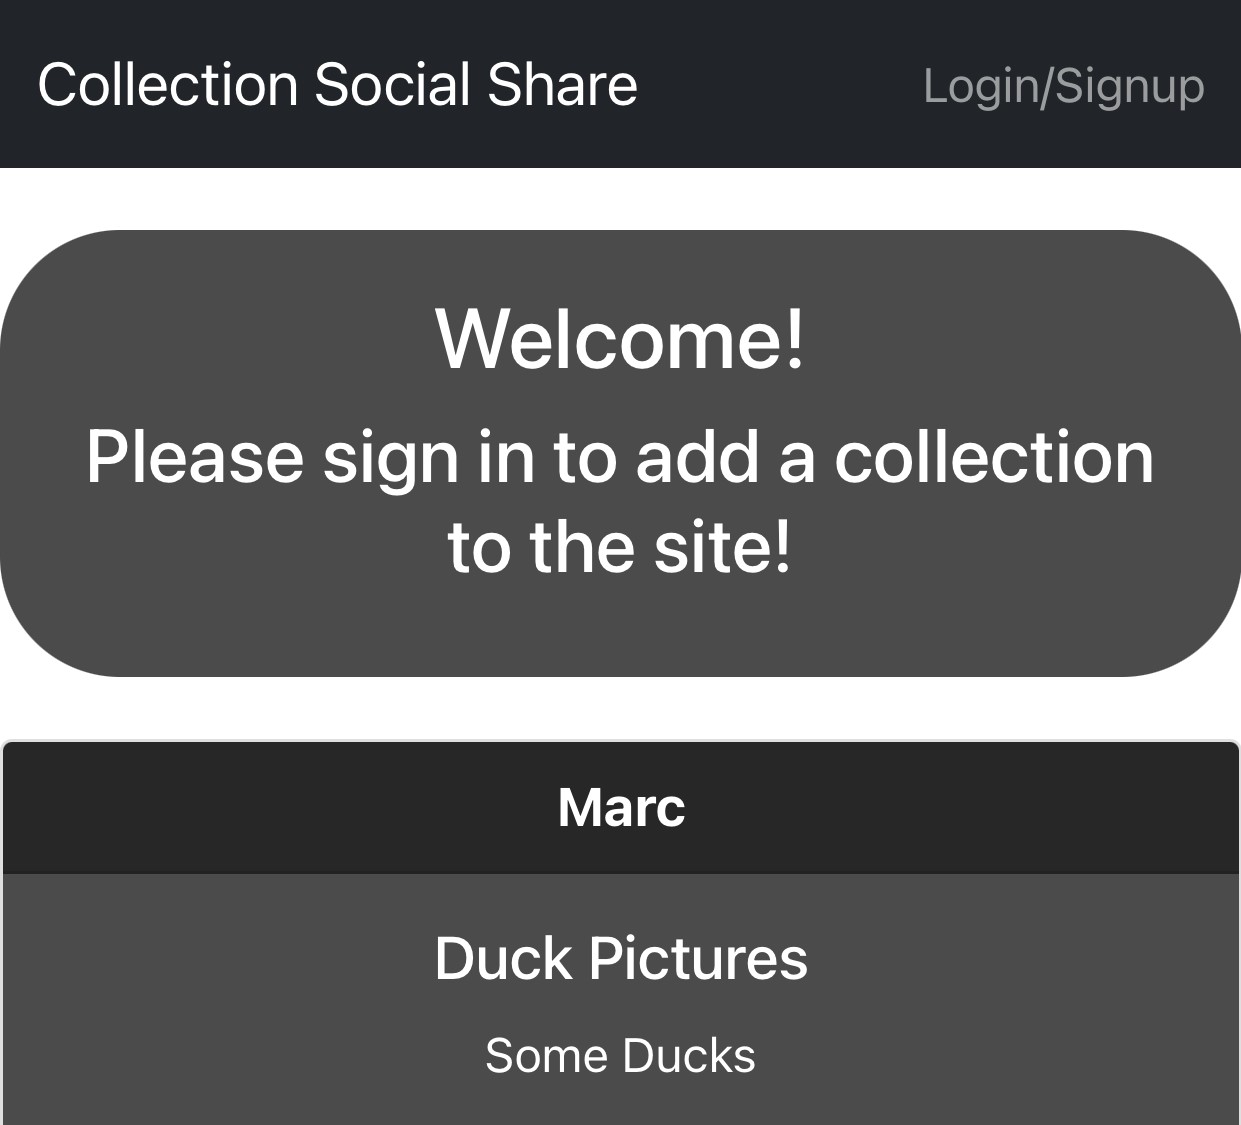 Collection Social Share
Login/Signup
Welcome!
Please sign in to add a collection
to the site!
Marc
Duck Pictures
Some Ducks